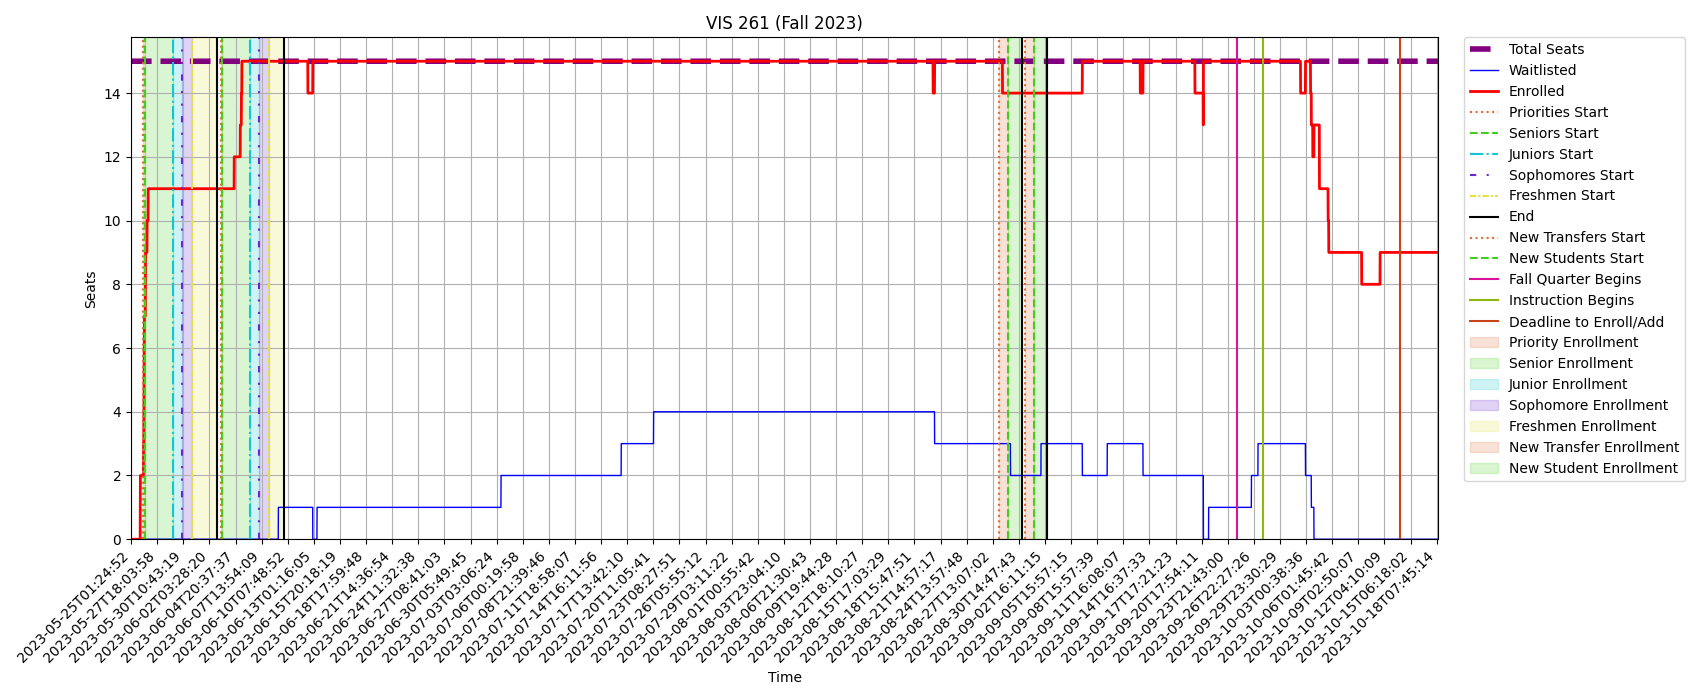 VIS 261 (Fall 2023)
Seats
14
12
10
8
6
4
2
0
2023-05-25T01:24:52
2023-05-27T18:03:58
2023-05-30T10:43:19
2023-06-02T03:28:20
2023-06-04T20:37:37
2023-06-07T13:54:09
2023-06-10T07:48:52
2023-06-13T01:16:05
2023-06-15T20:18:19
2023-06-18T17:59:48
2023-06-21T14:36:54
2023-06-24T11:32:38
2023-06-27T08:41:03
2023-06-30T05:49:45
2023-07-03T03:06:24
2023-07-06T00:19:58
2023-07-08T21:39:46
2023-07-11T18:58:07
2023-07-14T16:11:56
2023-07-17T13:42:10
2023-07-20T11:05:41
2023-07-23T08:27:51
2023-07-26T05:55:12
2023-07-29T03:11:22
2023-08-01T00:55:42
2023-08-03T23:04:10
2023-08-06T21:30:43
2023-08-09T19:44:28
2023-08-12T18:10:27
2023-08-15T17:03:29
2023-08-18T15:47:51
2023-08-21T14:57:17
2023-08-24T13:57:48
2023-08-27T13:07:02
2023-08-30T14:47:43
2023-09-02T16:11:15
2023-09-05T15:57:15
2023-09-08T15:57:39
2023-09-11T16:08:07
2023-09-14T16:37:33
2023-09-17T17:21:23
2023-09-20T17:54:11
2023-09-23T21:43:00
2023-09-26T22:27:26
2023-09-29T23:30:29
2023-10-03T00:38:36
2023-10-06T01:45:42
2023-10-09T02:50:07
2023-10-12T04:10:09
2023-10-15T06:18:02
2023-10-18T07:45:14
Time
Total Seats
Waitlisted
Enrolled
Priorities Start
Seniors Start
Juniors Start
Sophomores Start
Freshmen Start
End
New Transfers Start
New Students Start
Fall Quarter Begins
Instruction Begins
Deadline to Enroll/Add
Priority Enrollment
Senior Enrollment
Junior Enrollment
Sophomore Enrollment
Freshmen Enrollment
New Transfer Enrollment
New Student Enrollment